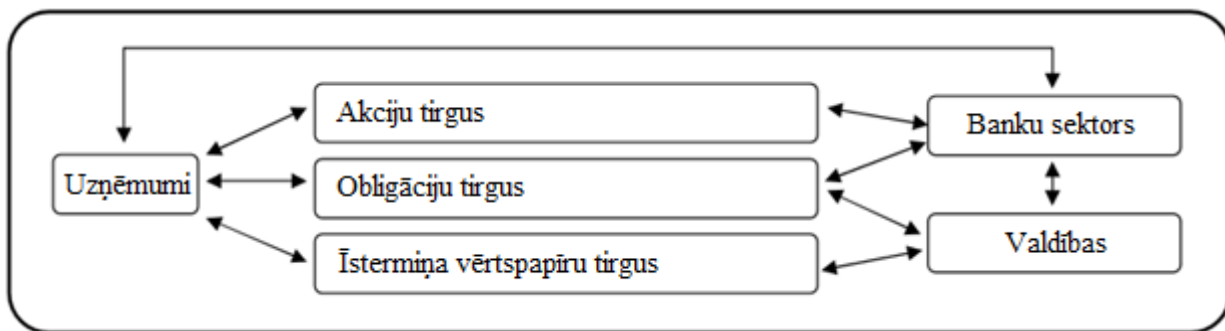 Uzņēmumi
Akciju tirgus
Obligāciju tirgus
Īstermiņa vērtspapīru tirgus
Banku sektors
Valdības